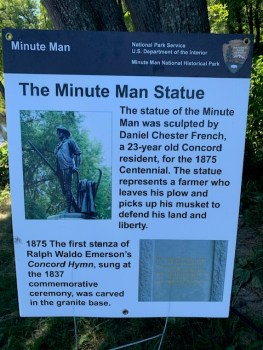 Minute Man
National Park Service
U.S. Department of the Interior
Minute Man National Historical Park
The Minute Man Statue
The statue of the Minute
Man was sculpted by
Daniel Chester French,
a 23-year old Concord
resident, for the 1875
Centennial. The statue
represents a farmer who
leaves his plow and
picks up his musket to
defend his land and
liberty.
1875 The first stenza of
Ralph Waldo Emerson's
Concord Hymn, sung at
the 1837
commemorative
ceremony, was carved
in the granite base.